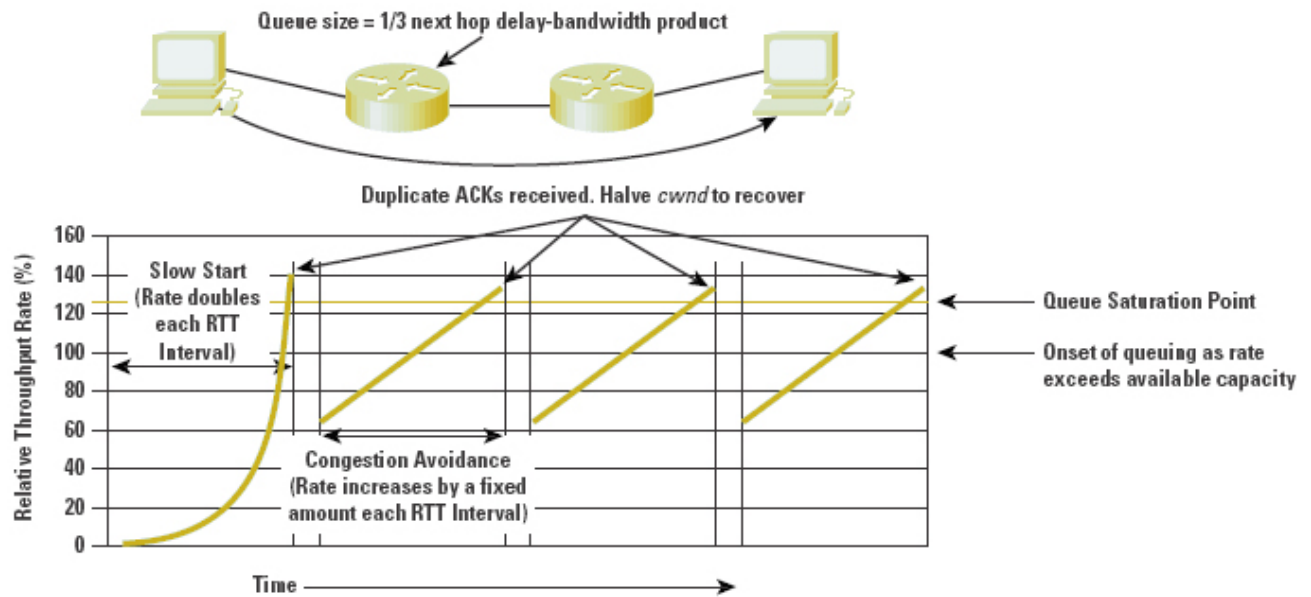 Queue size = 1/3 next hop delay-bandwidth product
Duplicate ACKs received. Halve cwnd to recover
Relative Throughput Rate (%)
160
140
120
100
80
60
40
20
0
Slow Start
(Rate doubles
each RTT
Interval)
Congestion Avoidance
(Rate increases by a fixed
amount each RTT Interval)
Queue Saturation Point
Onset of queuing as rate
exceeds available capacity
Time